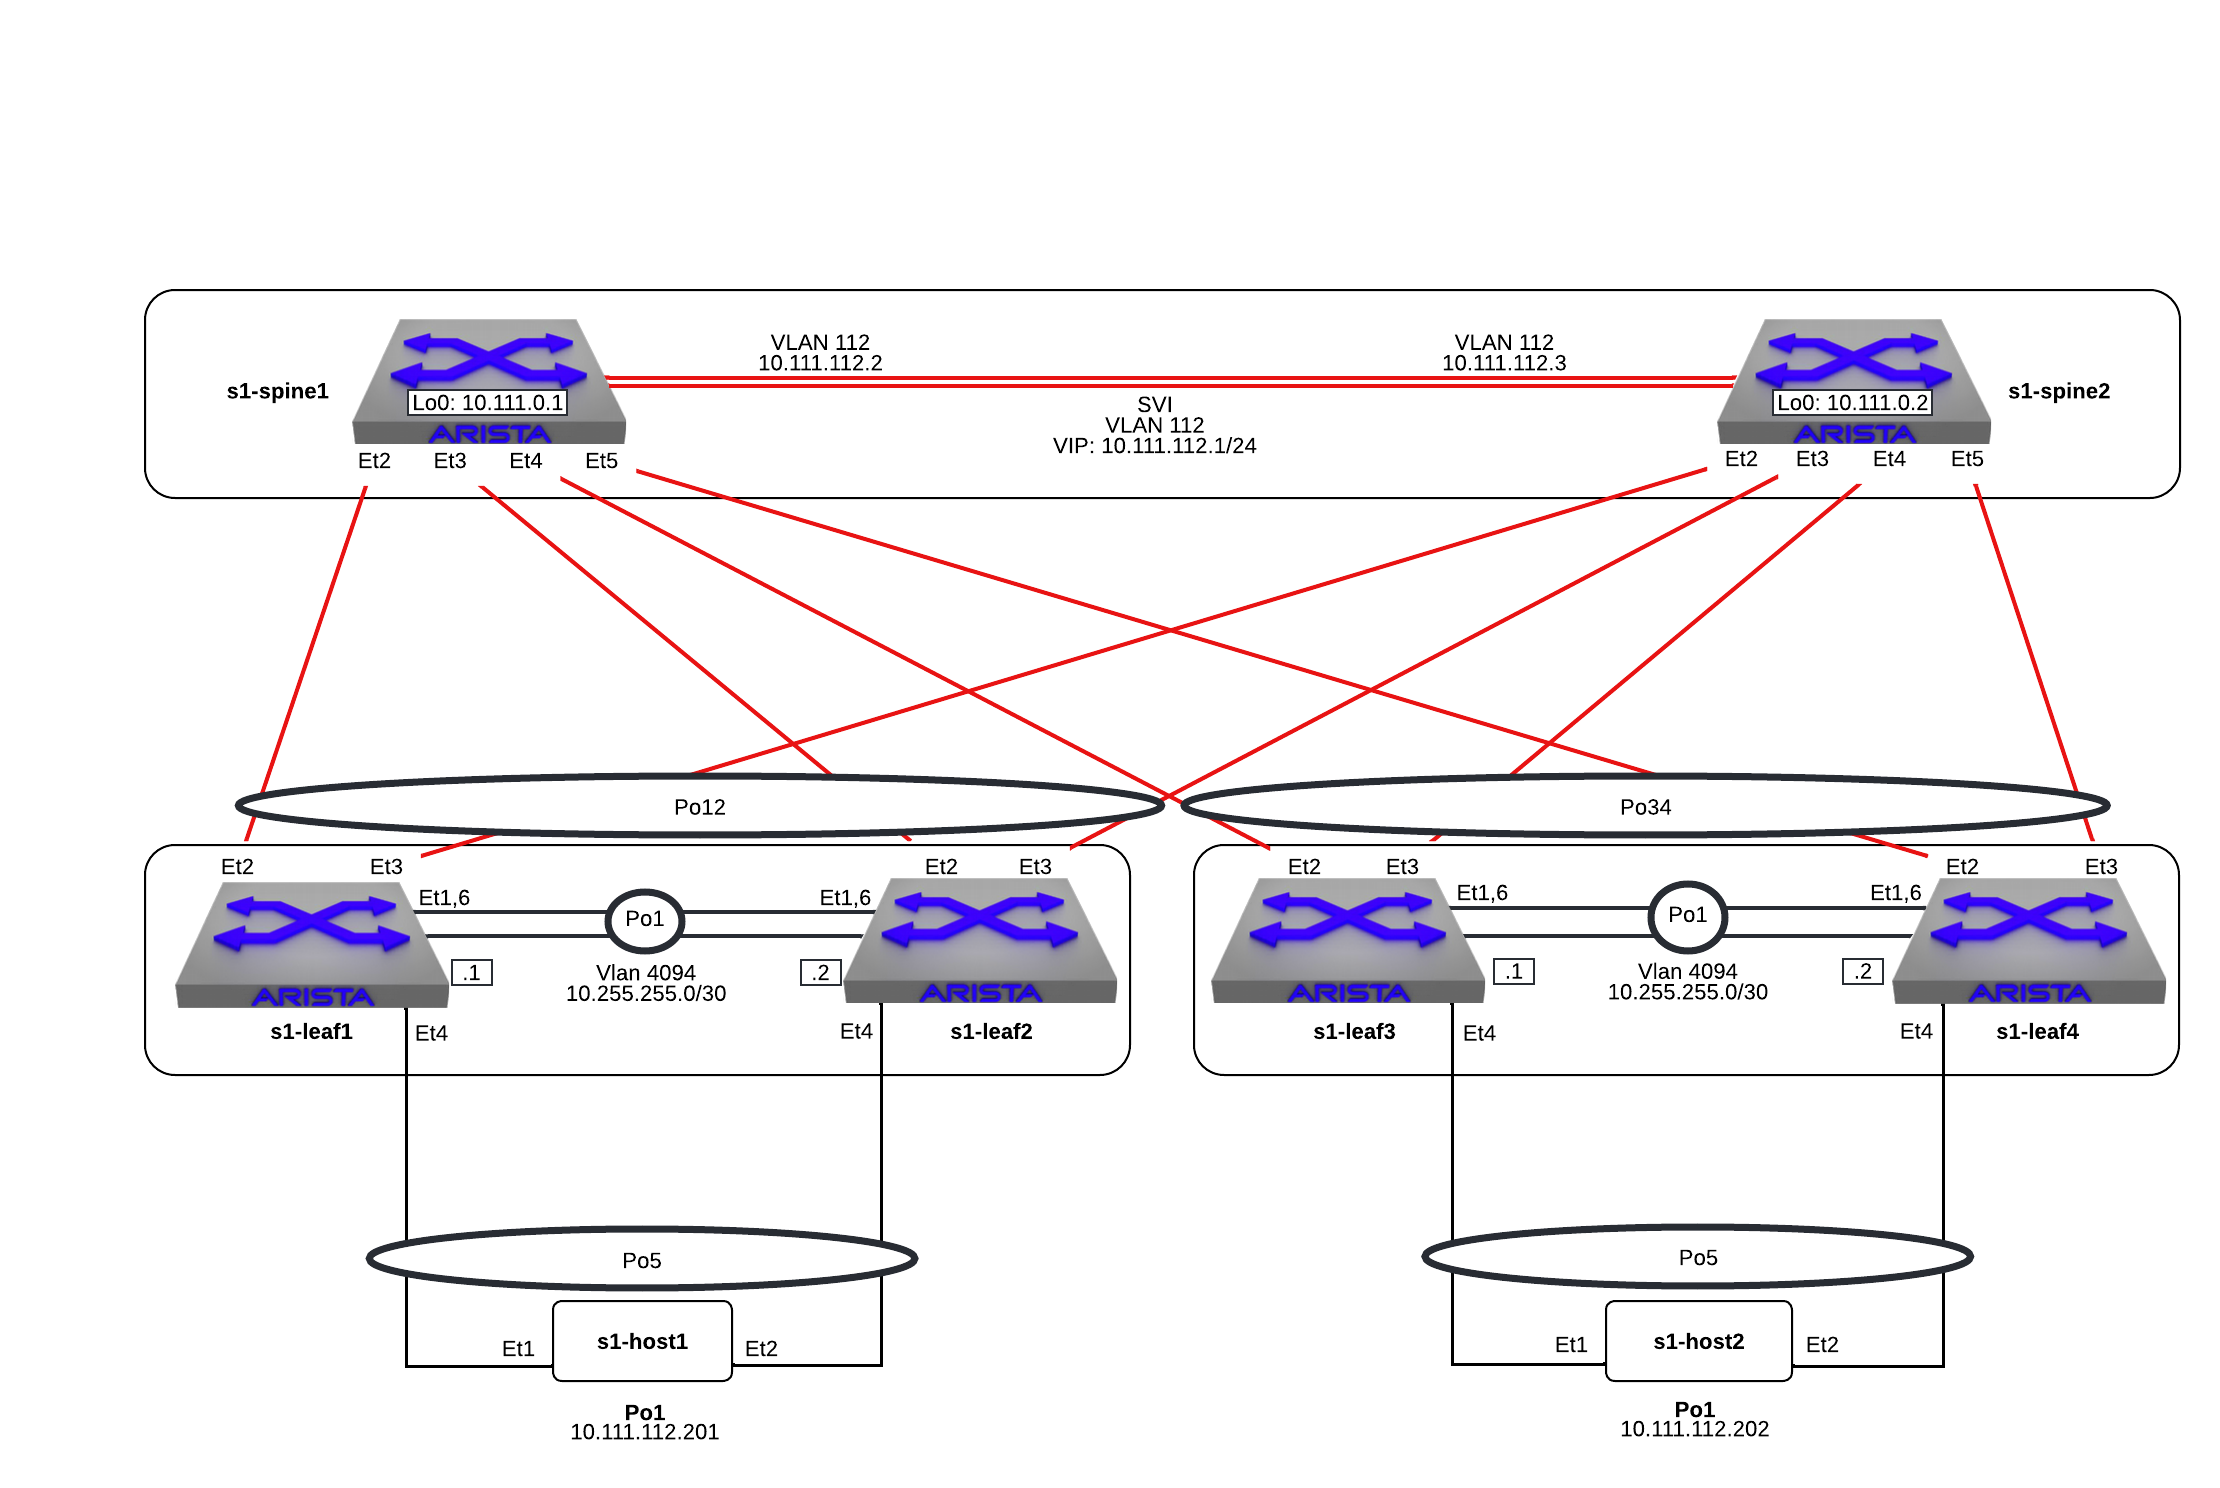 VLAN 112
10.111.112.2
VLAN 112
10.111.112.3
s1-spine1
Lo0: 10.111.0.1
ARISTA
SVI
VLAN 112
VIP: 10.111.112.1/24
Lo0: 10.111.0.2
ARISTA
s1-spine2
Et2 Et3 Et4 Et5
Et2 Et3 Et4 Et5
Po12
Po34
Et2 Et3
Et2 Et3
Et2 Et3
Et2 Et3
Et1,6
Po1
Et1,6
Et1,6
Po1
Et1,6
.1
Vlan 4094
10.255.255.0/30
.2
.1
Vlan 4094
10.255.255.0/30
.2
ARISTA
ARISTA
ARISTA
ARISTA
s1-leaf1
Et4
Et4
s1-leaf2
s1-leaf3
Et4
Et4
s1-leaf4
Po5
Po5
Et1
s1-host1
Et2
Et1
s1-host2
Et2
Po1
10.111.112.201
Po1
10.111.112.202